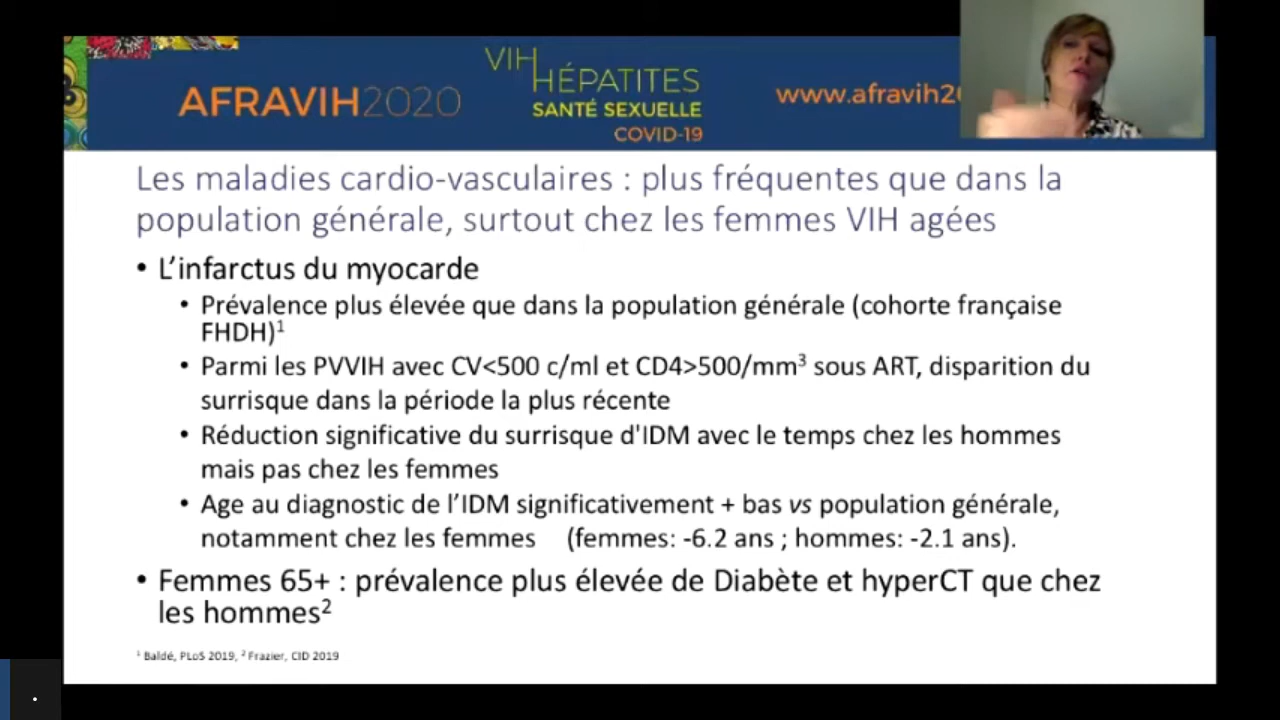 AFRAVIH2020
VIH
HÉPATITES
SANTÉ SEXUELLE
COVID-19
www.afravih2
Les maladies cardio-vasculaires : plus fréquentes que dans la
population générale, surtout chez les femmes VIH agées
• L’infarctus du myocarde
• Prévalence plus élevée que dans la population générale (cohorte française
FHDH)¹
• Parmi les PVVIH avec CV<500 c/ml et CD4>500/mm³ sous ART, disparition du
surrisque dans la période la plus récente
• Réduction significative du surrisque d'IDM avec le temps chez les hommes
mais pas chez les femmes
• Age au diagnostic de l’IDM significativement + bas vs population générale,
notamment chez les femmes (femmes: -6.2 ans ; hommes: -2.1 ans).
• Femmes 65+ : prévalence plus élevée de Diabète et hyperCT que chez
les hommes²
¹ Baldé, PLoS 2019, ² Frazier, CID 2019